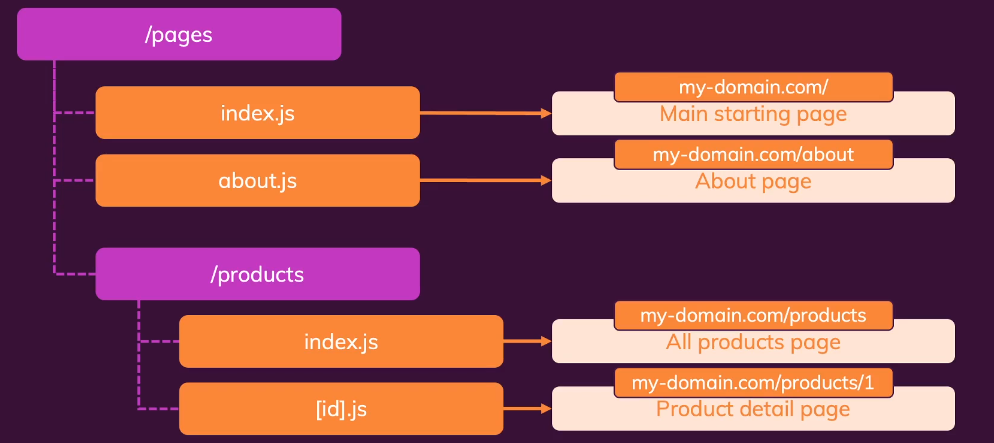 /pages
index.js
my-domain.com/
Main starting page
about.js
my-domain.com/about
About page
/products
index.js
my-domain.com/products
All products page
[id].js
my-domain.com/products/1
Product detail page